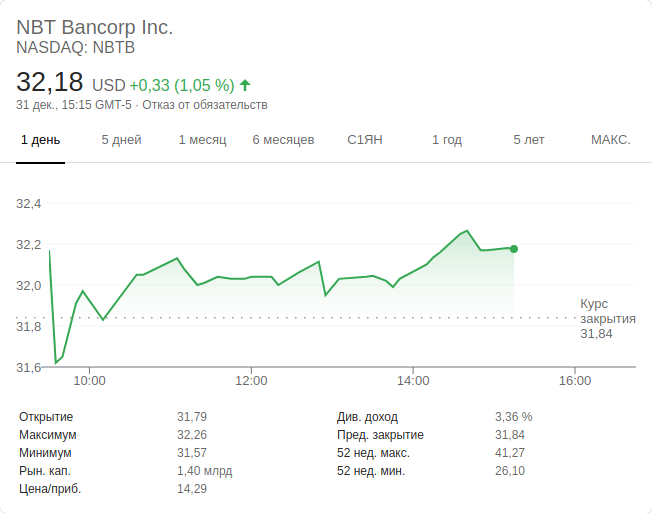 NBT Bancorp Inc.
NASDAQ: NBTB
32,18 USD +0,33 (1,05 %)
31 дек., 15:15 GMT-5 · Отказ от обязательств
1 день 5 дней 1 месяц 6 месяцев С1ЯН 1 год 5 лет МАКС.
32,4
32,2
32,0
31,8
31,6
Курс
закрытия
31,84
10:00 12:00 14:00 16:00
Открытие 31,79 Див. доход 3,36 %
Максимум 32,26 Пред. закрытие 31,84
Минимум 31,57 52 нед. макс. 41,27
Рын. кап. 1,40 млрд 52 нед. мин. 26,10
Цена/приб. 14,29